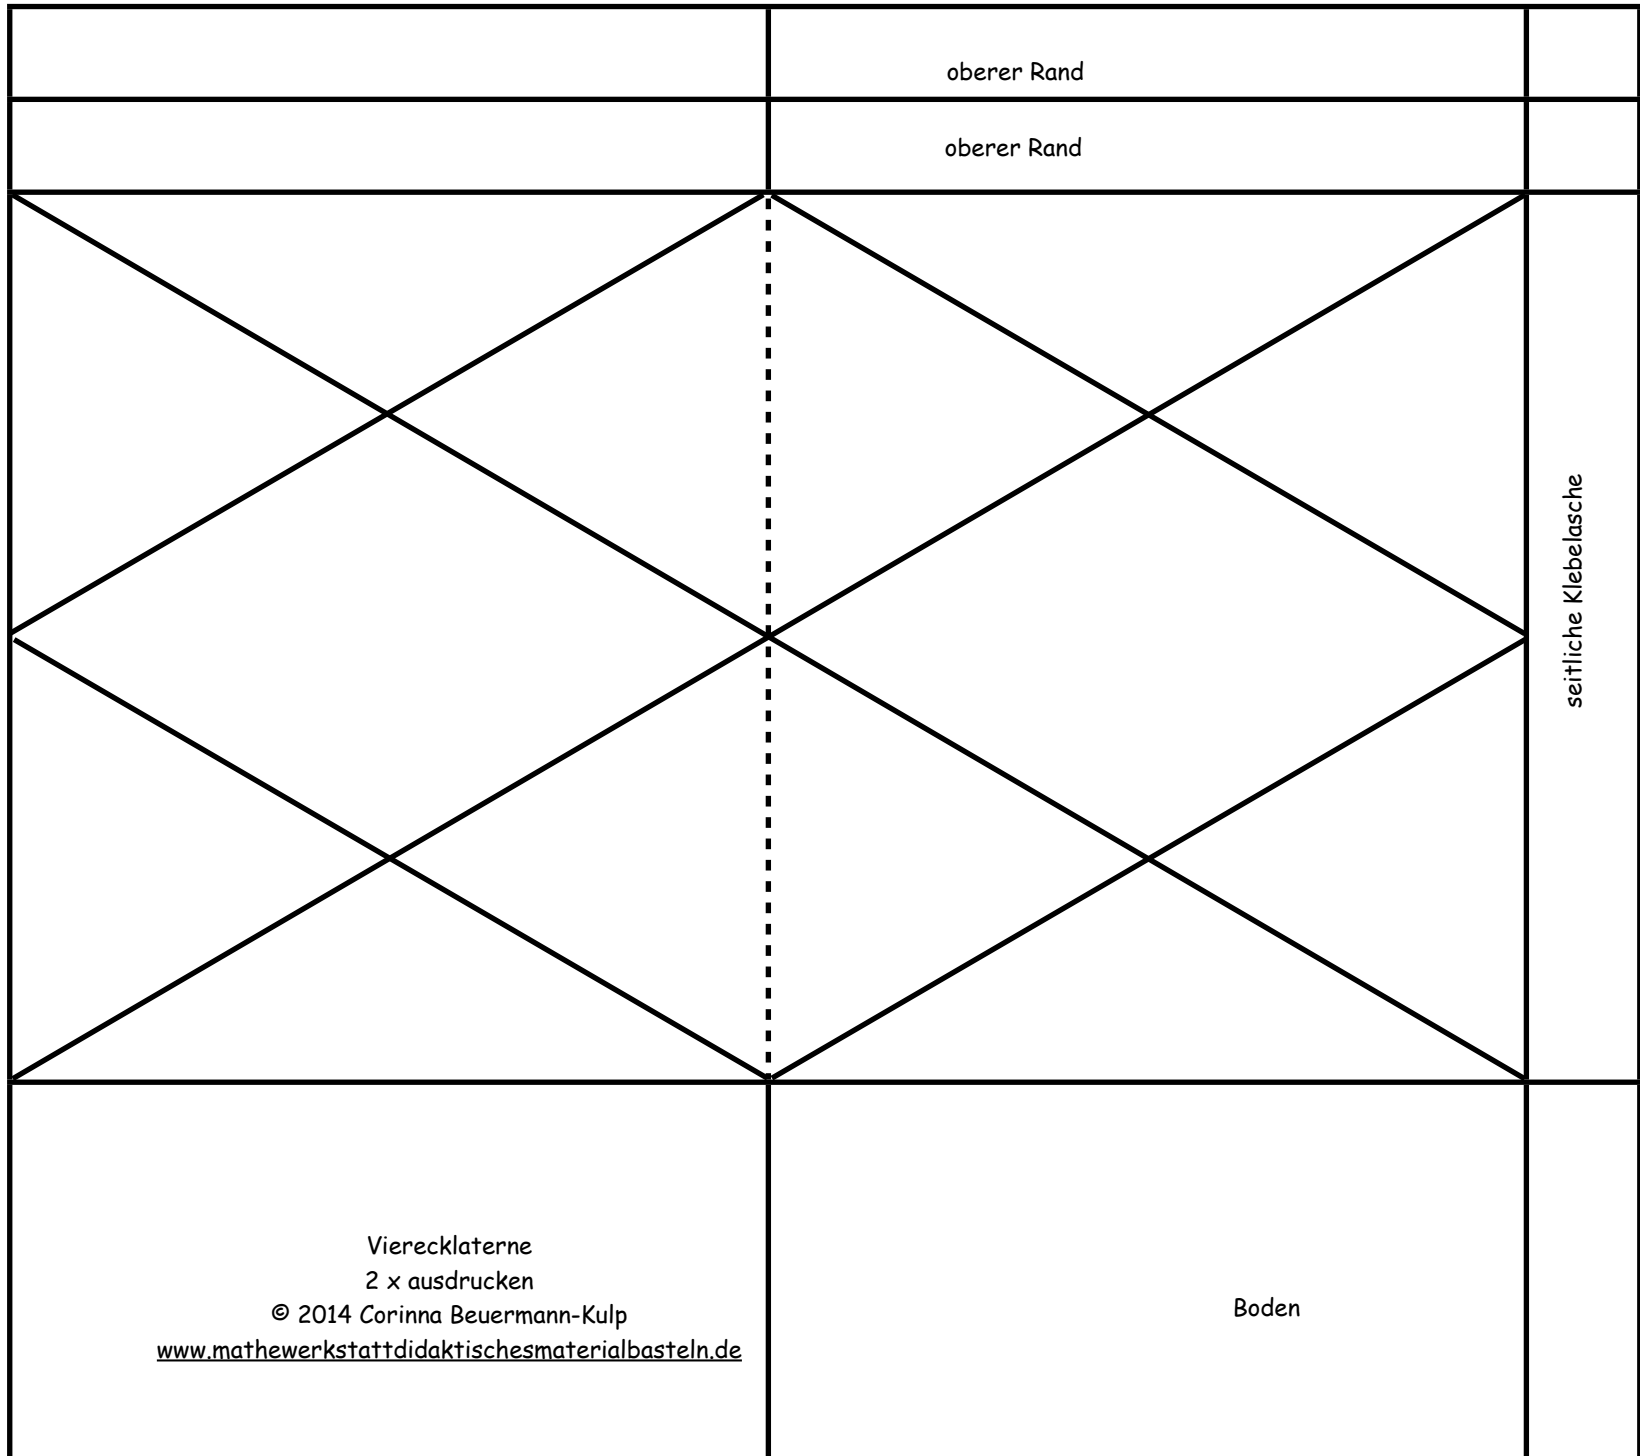 oberer Rand
oberer Rand
seitliche Klebelasche
Vierecklaterne
2 x ausdrucken
© 2014 Corinna Beuermann-Kulp
www.mathewerkstattdidaktischesmaterialbasteln.de
Boden